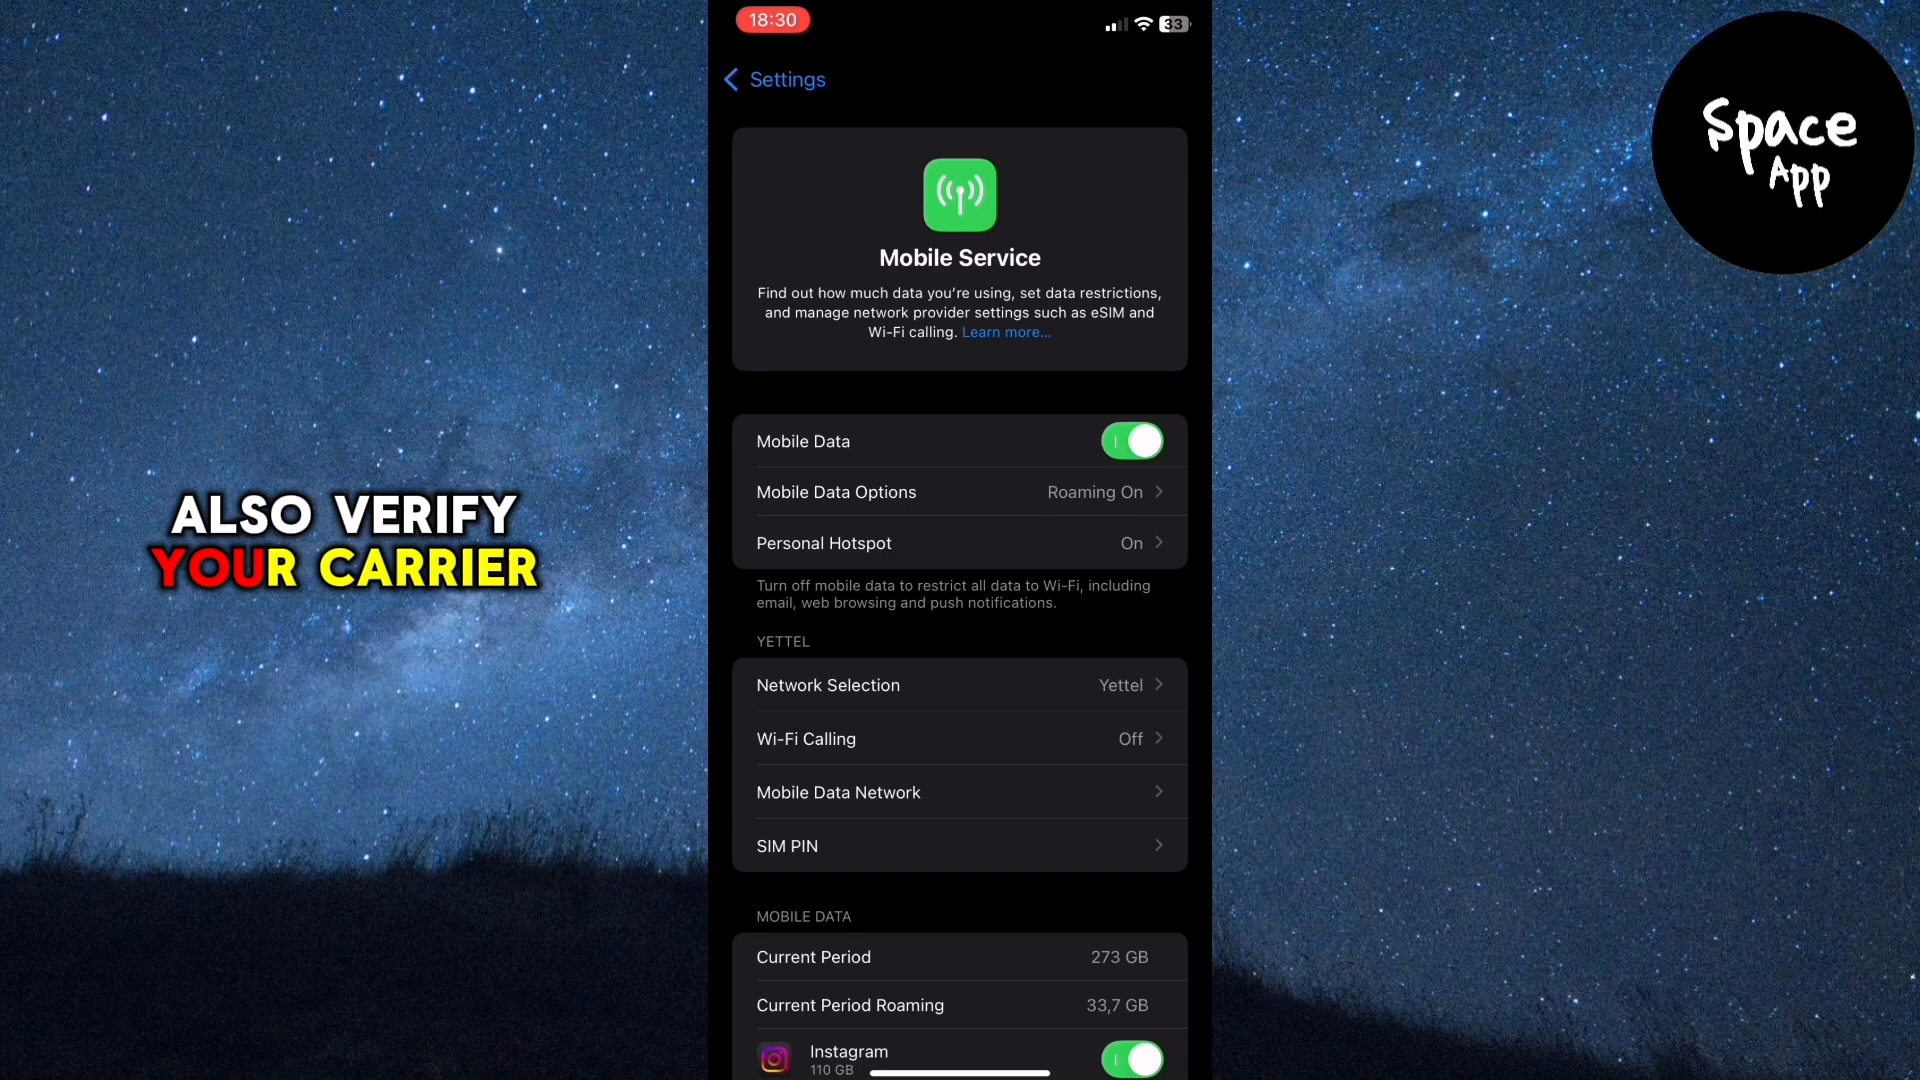 18:30
33
Settings
Space
App
Mobile Service
Find out how much data you're using, set data restrictions,
and manage network provider settings such as eSIM and
Wi-Fi calling. Learn more...
Mobile Data
Mobile Data Options Roaming On
Personal Hotspot On
ALSO VERIFY
YOUR CARRIER
Turn off mobile data to restrict all data to Wi-Fi, including
email, web browsing and push notifications.
YETTEL
Network Selection Yettel
Wi-Fi Calling Off
Mobile Data Network
SIM PIN
MOBILE DATA
Current Period 273 GB
Current Period Roaming 33,7 GB
Instagram
110 GB